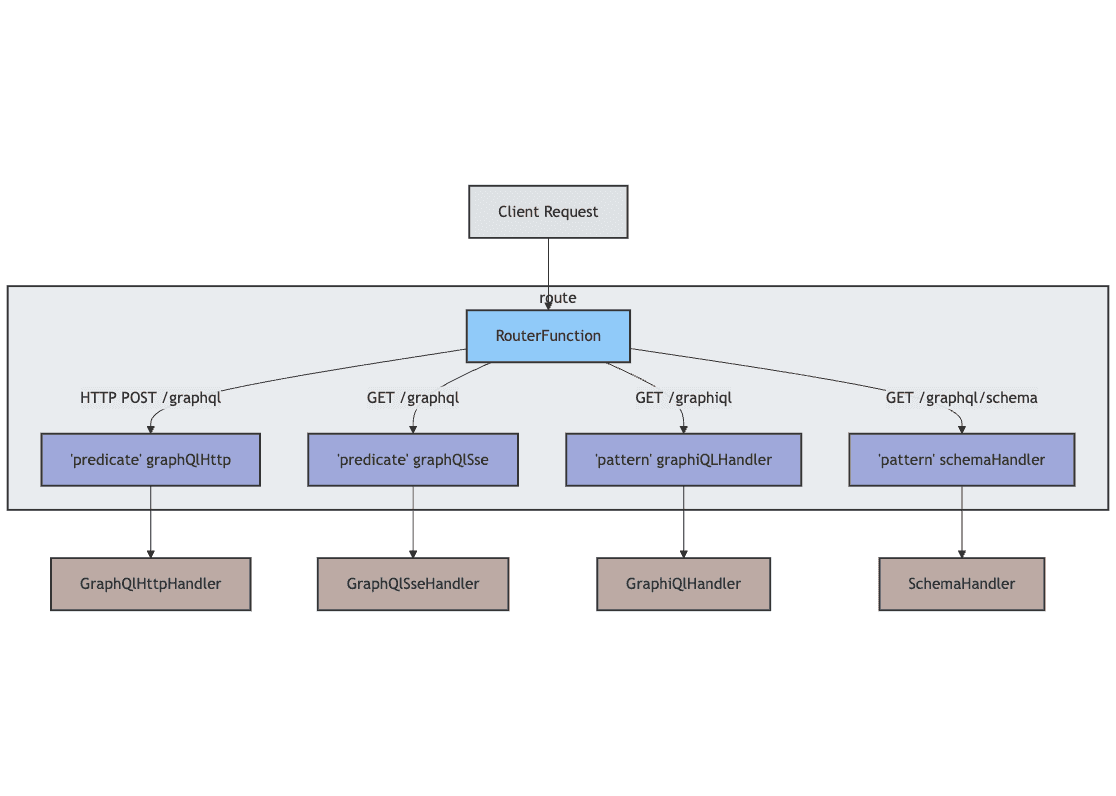 Client Request
route
RouterFunction
HTTP POST /graphql
GET /graphql
GET /graphiql
GET /graphql/schema
'predicate' graphQlHttp
'predicate' graphQlSse
'pattern' graphiQLHandler
'pattern' schemaHandler
GraphQlHttpHandler
GraphQlSseHandler
GraphiQlHandler
SchemaHandler